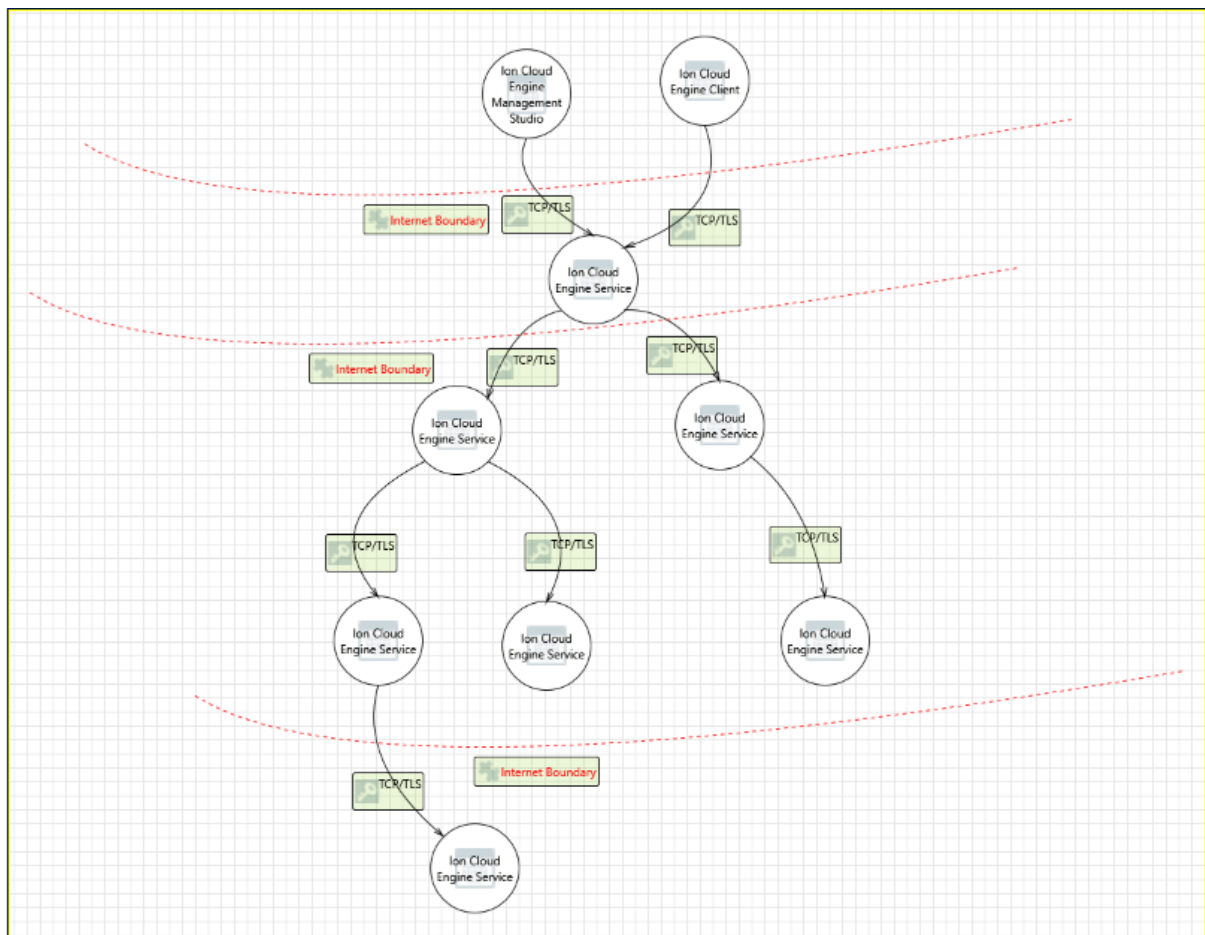 Ion Cloud
Engine
Management
Studio
Ion Cloud
Engine Client
TCP/TLS
TCP/TLS
Internet Boundary
Ion Cloud
Engine Service
TCP/TLS
TCP/TLS
Internet Boundary
Ion Cloud
Engine Service
Ion Cloud
Engine Service
TCP/TLS
TCP/TLS
TCP/TLS
Ion Cloud
Engine Service
Ion Cloud
Engine Service
Ion Cloud
Engine Service
Internet Boundary
TCP/TLS
Ion Cloud
Engine Service